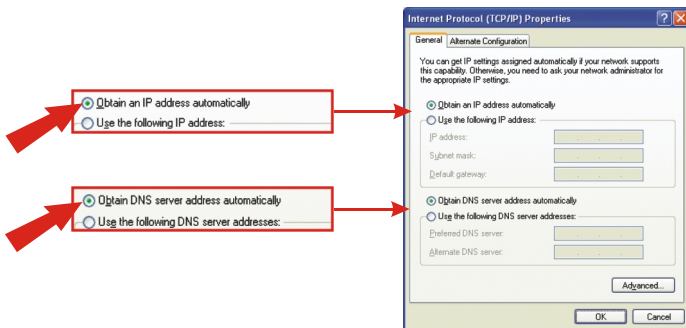 Obtain an IP address automatically
Use the following IP address:
Obtain DNS server address automatically
Use the following DNS server addresses:
Internet Protocol (TCP/IP) Properties
General
Alternate Configuration
You can get IP settings assigned automatically if your network supports
this capability. Otherwise, you need to ask your network administrator for
the appropriate IP settings.
Obtain an IP address automatically
Use the following IP address:
IP address:
Subnet mask:
Default gateway:
Obtain DNS server address automatically
Use the following DNS server addresses:
Preferred DNS server:
Alternate DNS server:
Advanced...
OK
Cancel